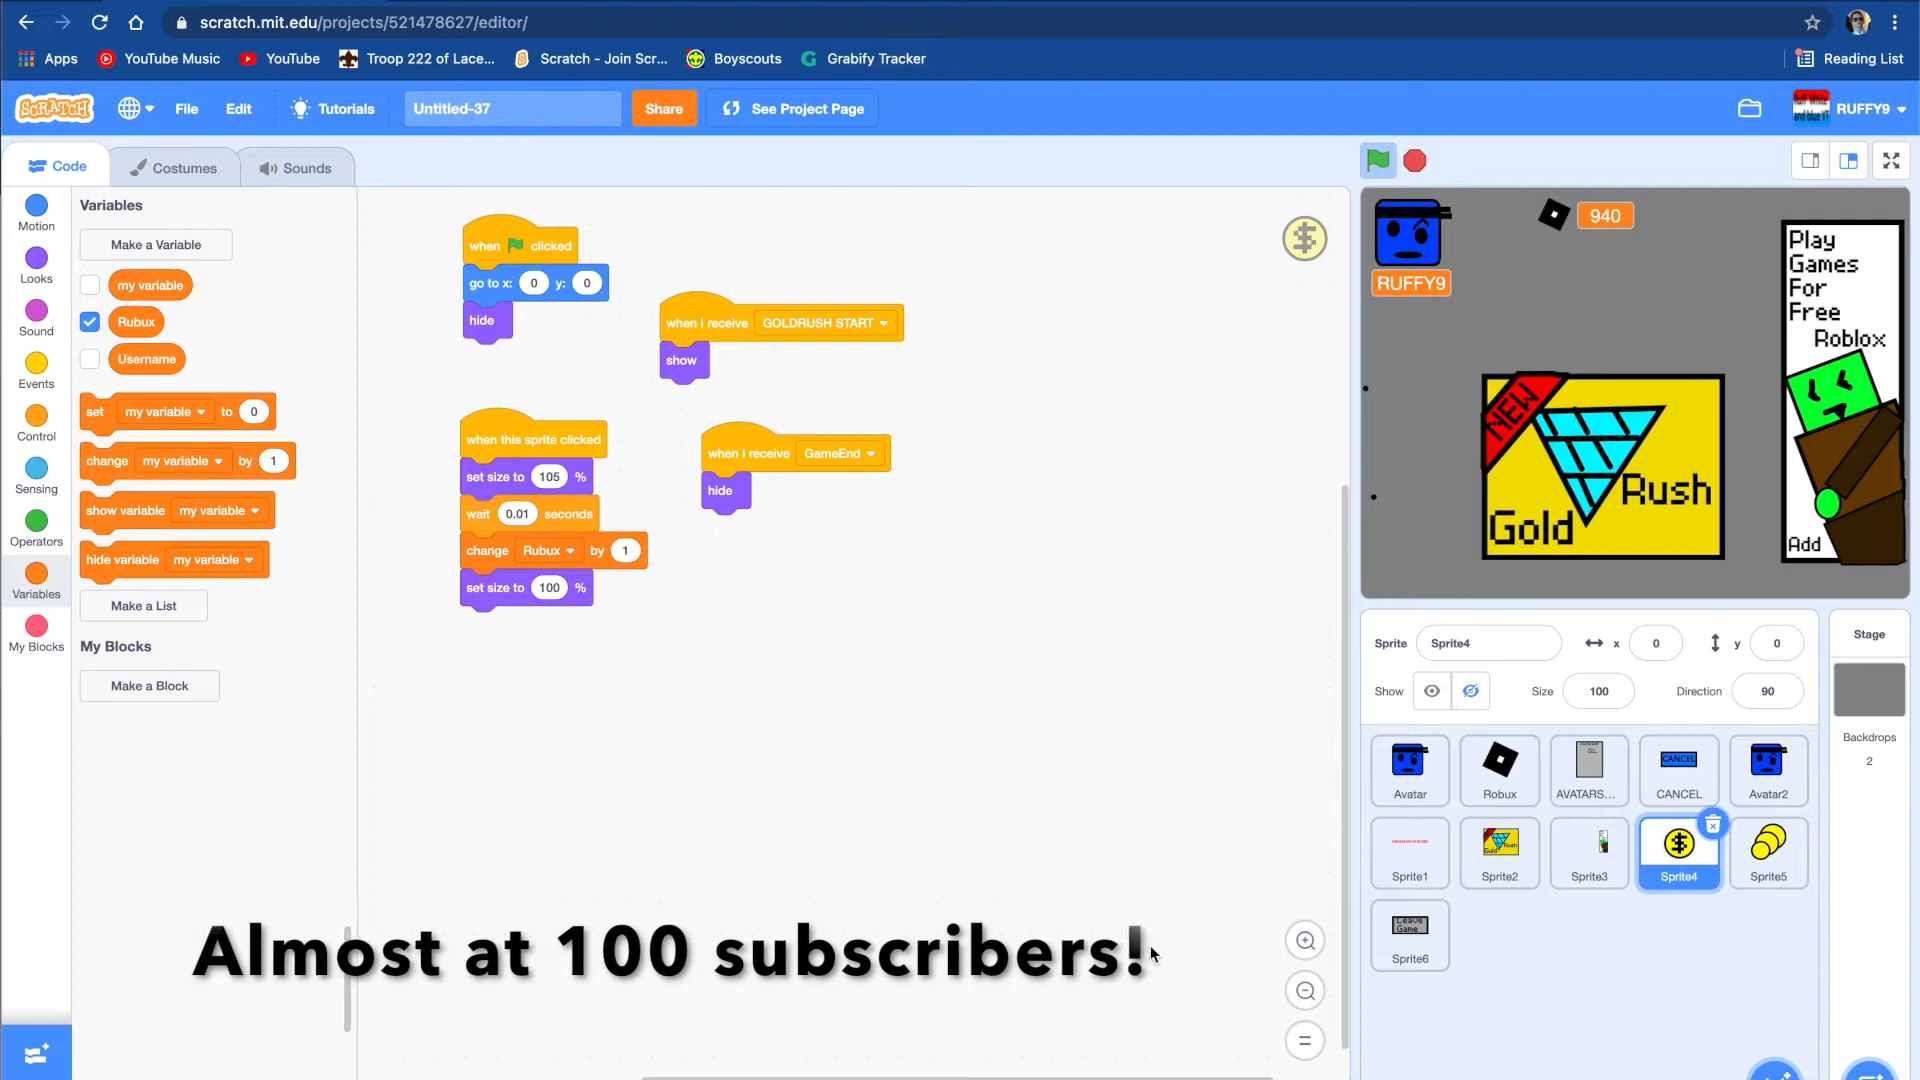 scratch.mit.edu/projects/521478627/editor/
Apps
YouTube Music
YouTube
Troop 222 of Lace...
Scratch - Join Scr...
Boyscouts
Grabify Tracker
Reading List
SCRATCH
File
Edit
Tutorials
Untitled-37
Share
See Project Page
RUFFY9
Code
Costumes
Sounds
Motion
Looks
Sound
Events
Control
Sensing
Operators
Variables
My Blocks
Variables
Make a Variable
my variable
Rubux
Username
set my variable to 0
change my variable by 1
show variable my variable
hide variable my variable
Make a List
My Blocks
Make a Block
when clicked
go to x: 0 y: 0
hide
when I receive GOLDRUSH START
show
when this sprite clicked
set size to 105 %
wait 0.01 seconds
change Rubux by 1
set size to 100 %
when I receive GameEnd
hide
940
RUFFY9
Play
Games
For
Free
Roblox
Add
NEW
Gold
Rush
Sprite
Sprite4
x
0
y
0
Show
Size
100
Direction
90
Stage
Backdrops
2
Avatar
Robux
AVATARS...
CANCEL
CANCEL
Avatar2
Sprite1
Gold Rush
Sprite2
Sprite3
Sprite4
Sprite5
Leave
Game
Sprite6
Almost at 100 subscribers!